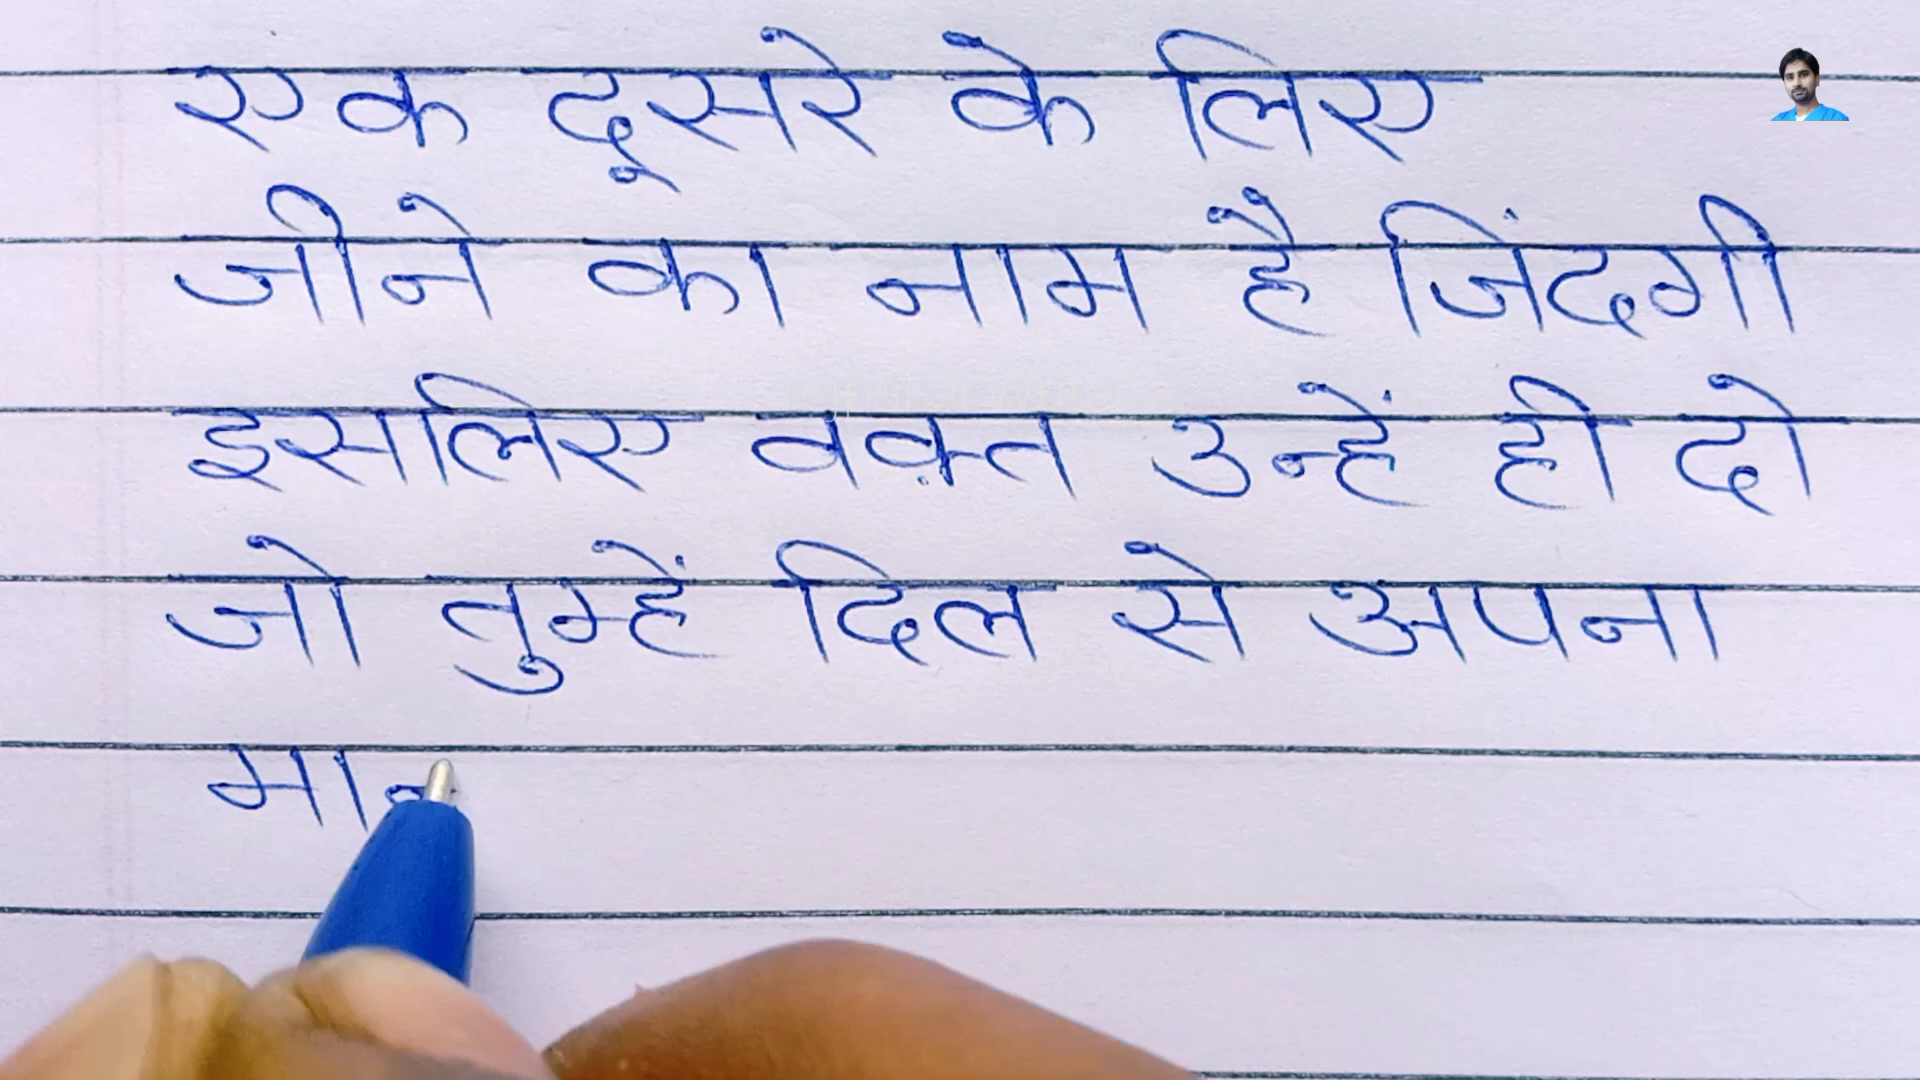 एक दूसरे के लिए
जीने का नाम है जिंदगी
इसलिए वक़्त उन्हें ही दो
जो तुम्हें दिल से अपना
मान